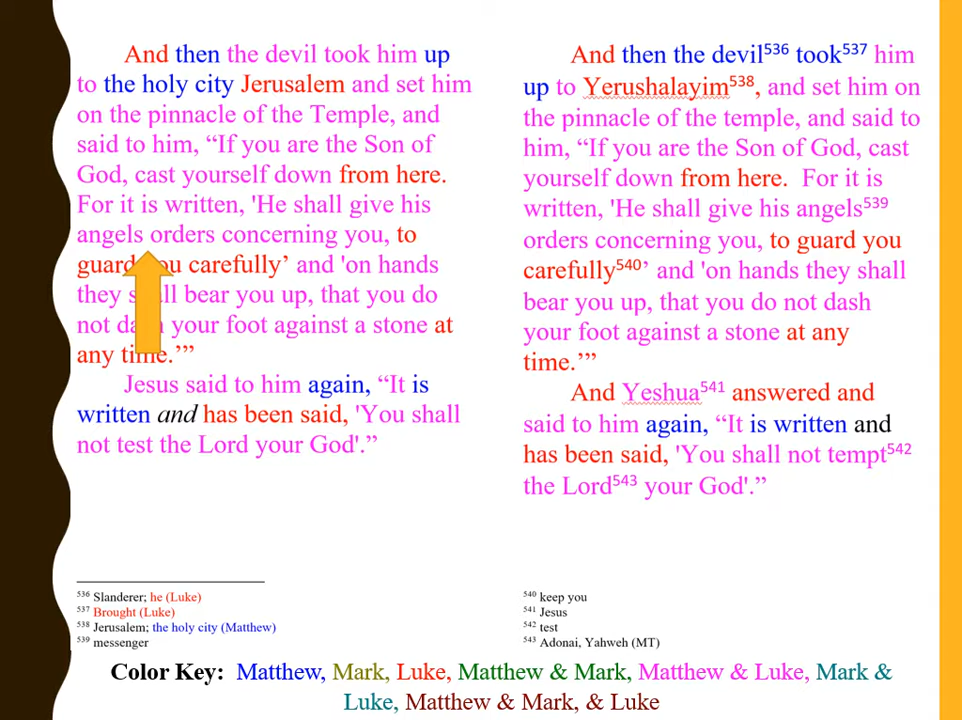 And then the devil took him up
to the holy city Jerusalem and set him
on the pinnacle of the Temple, and
said to him, “If you are the Son of
God, cast yourself down from here.
For it is written, 'He shall give his
angels orders concerning you, to
guard you carefully’ and 'on hands
they shall bear you up, that you do
not dash your foot against a stone at
any time.’”
Jesus said to him again, “It is
written and has been said, 'You shall
not test the Lord your God'.”
And then the devil536 took537 him
up to Yerushalayim538, and set him on
the pinnacle of the temple, and said to
him, “If you are the Son of God, cast
yourself down from here. For it is
written, 'He shall give his angels539
orders concerning you, to guard you
carefully540’ and 'on hands they shall
bear you up, that you do not dash
your foot against a stone at any
time.’”
And Yeshua541 answered and
said to him again, “It is written and
has been said, 'You shall not tempt542
the Lord543 your God'.”
536 Slanderer; he (Luke)
537 Brought (Luke)
538 Jerusalem; the holy city (Matthew)
539 messenger
540 keep you
541 Jesus
542 test
543 Adonai, Yahweh (MT)
Color Key: Matthew, Mark, Luke, Matthew & Mark, Matthew & Luke, Mark &
Luke, Matthew & Mark, & Luke